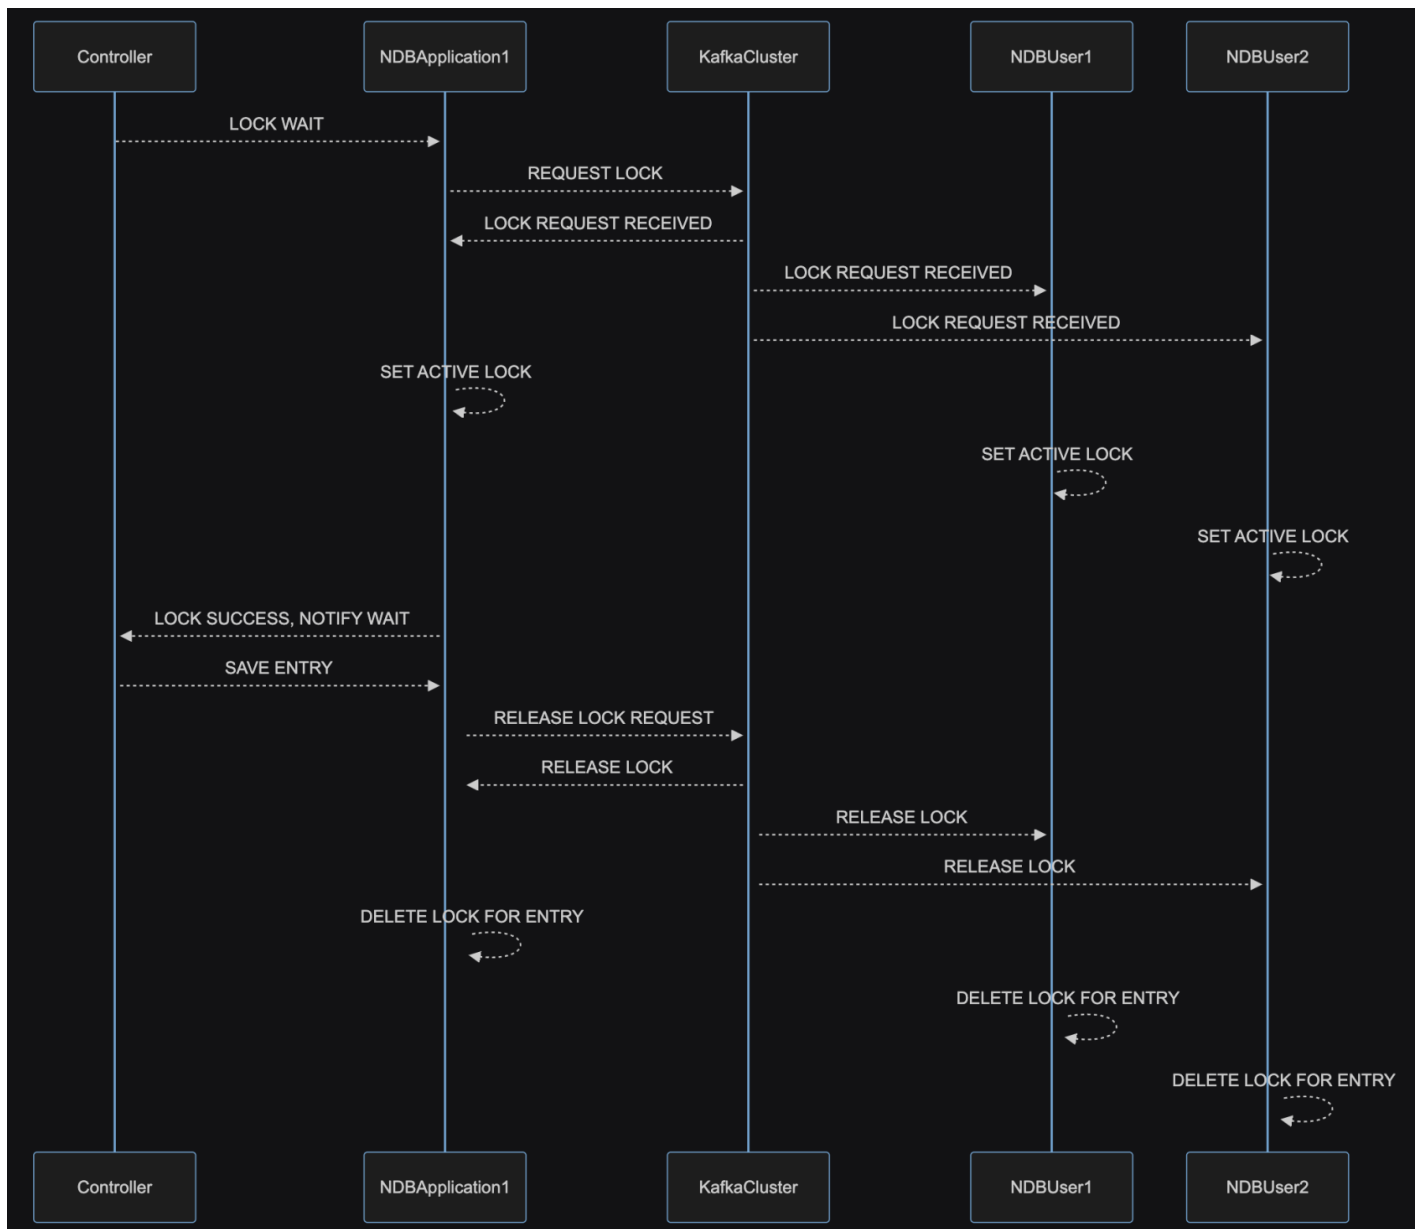 Controller
NDBApplication1
KafkaCluster
NDBUser1
NDBUser2
LOCK WAIT
REQUEST LOCK
LOCK REQUEST RECEIVED
LOCK REQUEST RECEIVED
LOCK REQUEST RECEIVED
SET ACTIVE LOCK
SET ACTIVE LOCK
SET ACTIVE LOCK
LOCK SUCCESS, NOTIFY WAIT
SAVE ENTRY
RELEASE LOCK REQUEST
RELEASE LOCK
RELEASE LOCK
RELEASE LOCK
DELETE LOCK FOR ENTRY
DELETE LOCK FOR ENTRY
DELETE LOCK FOR ENTRY
Controller
NDBApplication1
KafkaCluster
NDBUser1
NDBUser2